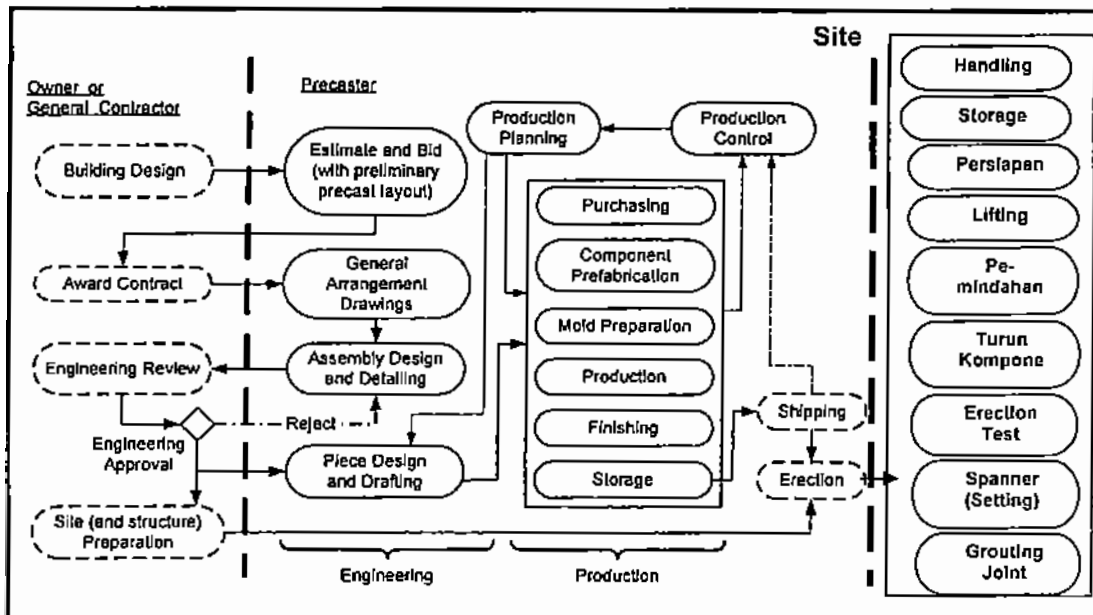 Site
Owner or
General Contractor
Precaster
Building Design
Estimate and Bid
(with preliminary
precast layout)
Production
Planning
Production
Control
Award Contract
General
Arrangement
Drawings
Engineering Review
Assembly Design
and Detailing
Reject
Engineering
Approval
Piece Design
and Drafting
Site (and structure)
Preparation
Purchasing
Component
Prefabrication
Mold Preparation
Production
Finishing
Storage
Shipping
Erection
Engineering
Production
Handling
Storage
Persiapan
Lifting
Pe-
mindahan
Turun
Kompone
Erection
Test
Spanner
(Setting)
Grouting
Joint